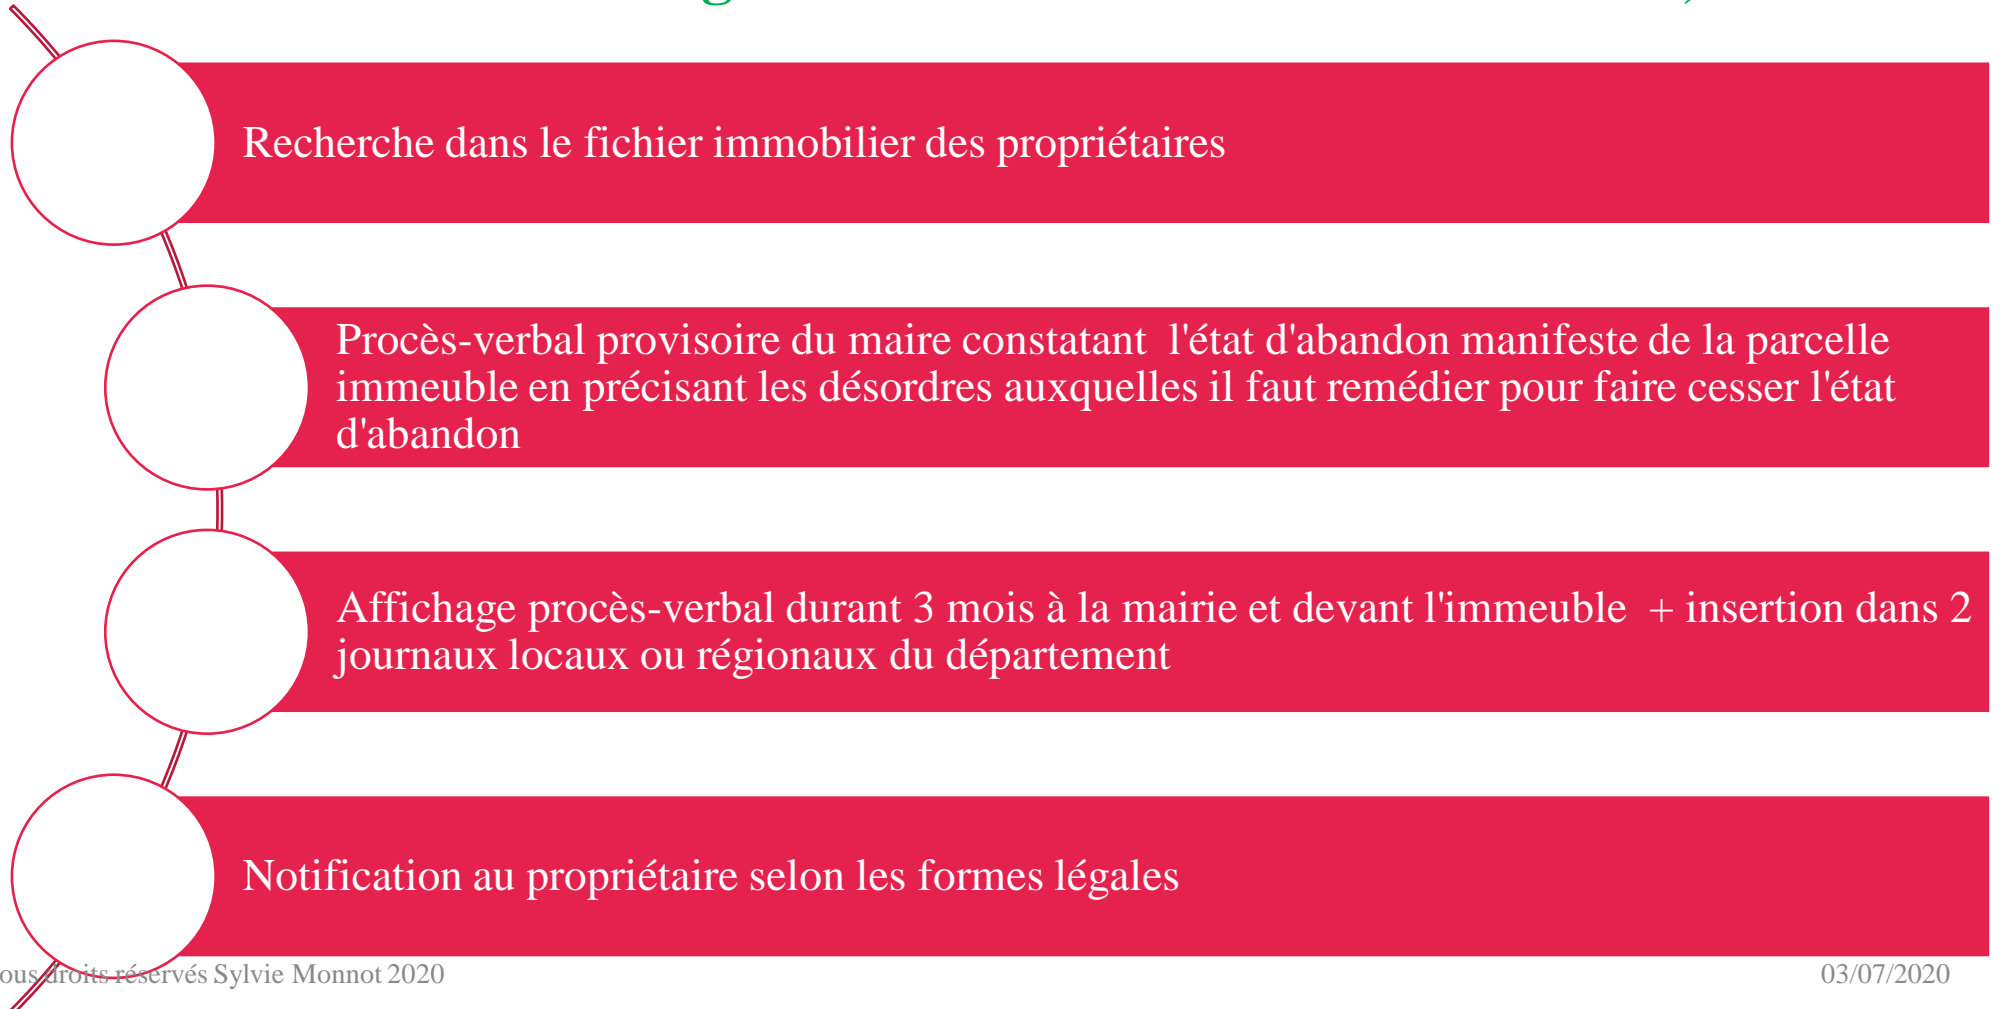 Recherche dans le fichier immobilier des propriétaires
Procès-verbal provisoire du maire constatant l'état d'abandon manifeste de la parcelle
immeuble en précisant les désordres auxquelles il faut remédier pour faire cesser l'état
d'abandon
Affichage procès-verbal durant 3 mois à la mairie et devant l'immeuble + insertion dans 2
journaux locaux ou régionaux du département
Notification au propriétaire selon les formes légales
ous droits réservés Sylvie Monnot 2020
03/07/2020